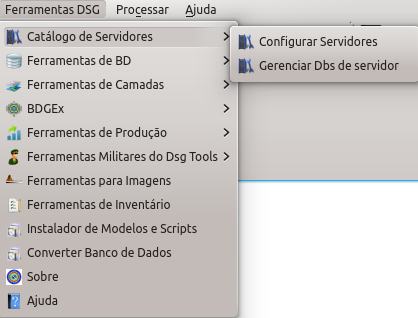 Ferramentas DSG Processar Ajuda
Catálogo de Servidores
Ferramentas de BD
Ferramentas de Camadas
BDGEx
Ferramentas de Produção
Ferramentas Militares do Dsg Tools
Ferramentas para Imagens
Ferramentas de Inventário
Instalador de Modelos e Scripts
Converter Banco de Dados
Sobre
Ajuda
Configurar Servidores
Gerenciar Dbs de servidor